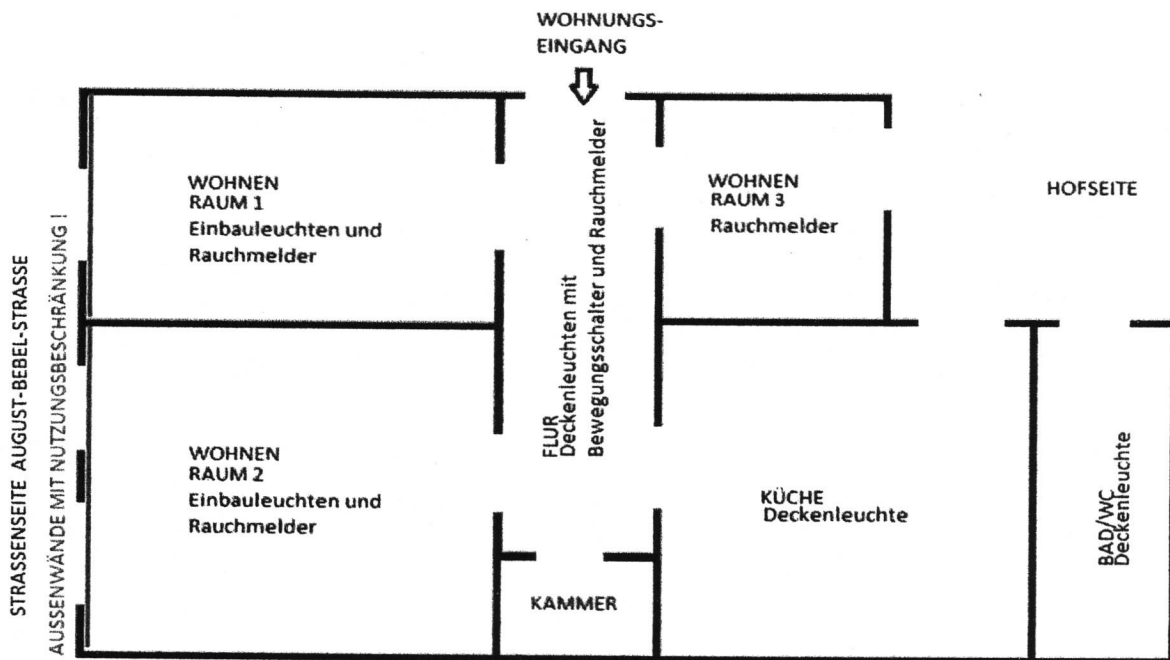 WOHNUNGS-
EINGANG
WOHNEN
RAUM 1
Einbauleuchten und
Rauchmelder
FLUR
Deckenleuchten mit
Bewegungsschalter und Rauchmelder
WOHNEN
RAUM 3
Rauchmelder
HOFSEITE
STRASSENSEITE AUGUST-BEBEL-STRASSE
AUSSENWÄNDE MIT NUTZUNGSBESCHRÄNKUNG !
WOHNEN
RAUM 2
Einbauleuchten und
Rauchmelder
KAMMER
KÜCHE
Deckenleuchte
BAD/WC
Deckenleuchte